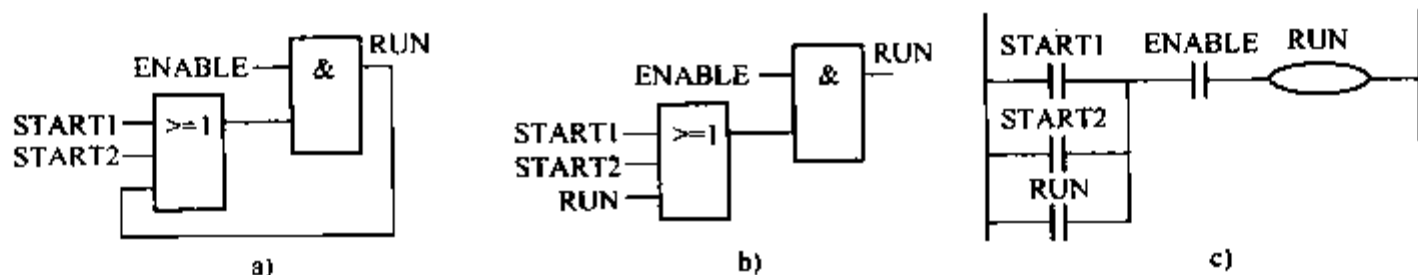 RUN
ENABLE
&
START1
START2
>=1
a)
RUN
ENABLE
&
START1
START2
RUN
>=1
b)
START1 ENABLE RUN
START2
RUN
c)